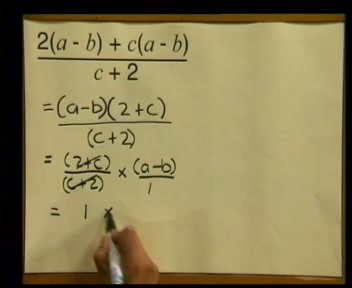 2(a - b) + c(a - b)
c + 2
= (a-b)(2+c)
(c+2)
= (2+c) × (a-b)
(c+2) 1
= 1 ×